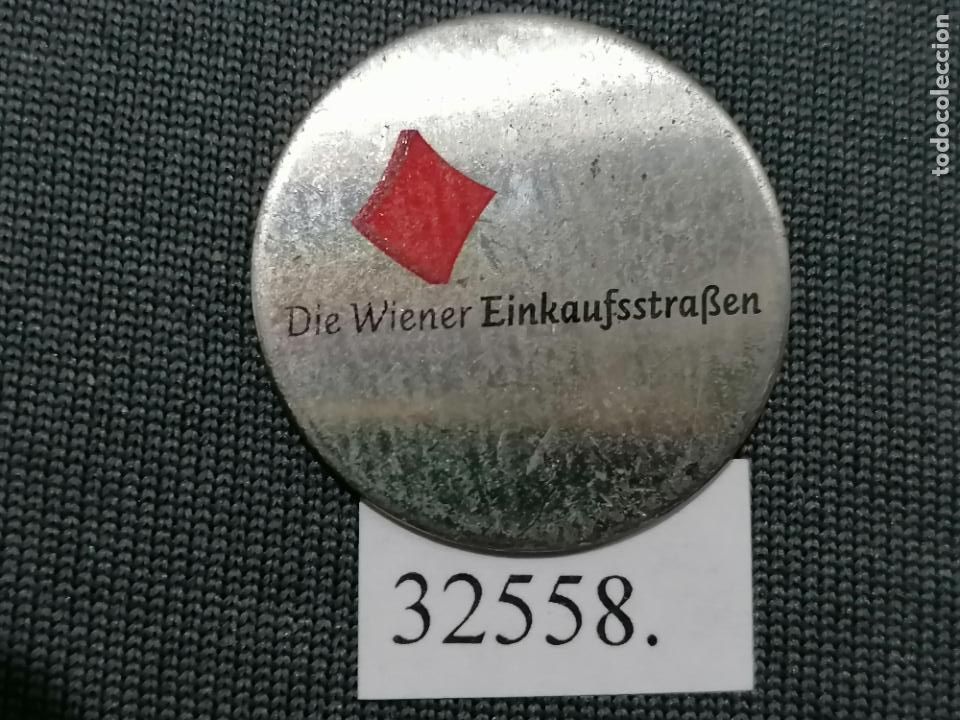 Die Wiener Einkaufsstraßen
32558.
todocoleccion